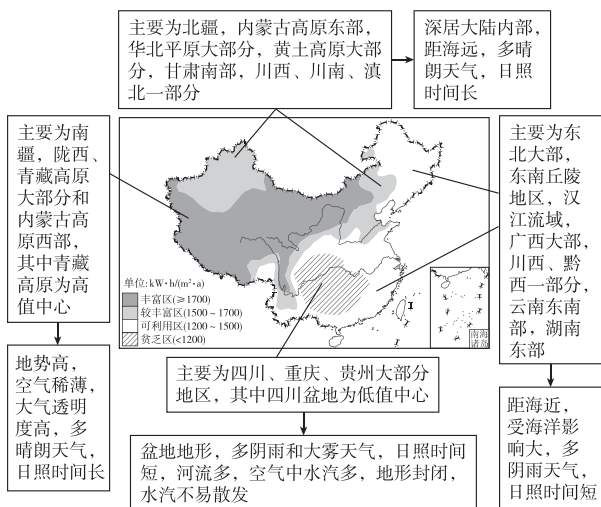 主要为北疆，内蒙古高原东部，
华北平原大部分，黄土高原大部
分，甘肃南部，川西、川南、滇
北一部分
深居大陆内部，
距海远，多晴
朗天气，日照
时间长
主要为南
疆，陇西、
青藏高原
大部分和
内蒙古高
原西部，
其中青藏
高原为高
值中心
地势高，
空气稀薄，
大气透明
度高，多
晴朗天气，
日照时间长
单位:kW·h/(m²·a)
丰富区(≥1700)
较丰富区(1500~1700)
可利用区(1200~1500)
贫乏区(<1200)
南海
诸岛
主要为东
北大部，
东南丘陵
地区，汉
江流域，
广西大部，
川西、黔
西一部分，
云南东南
部，湖南
东部
距海近，
受海洋影
响大，多
阴雨天气，
日照时间短
主要为四川、重庆、贵州大部分
地区，其中四川盆地为低值中心
盆地地形，多阴雨和大雾天气，日照时间
短，河流多，空气中水汽多，地形封闭，
水汽不易散发